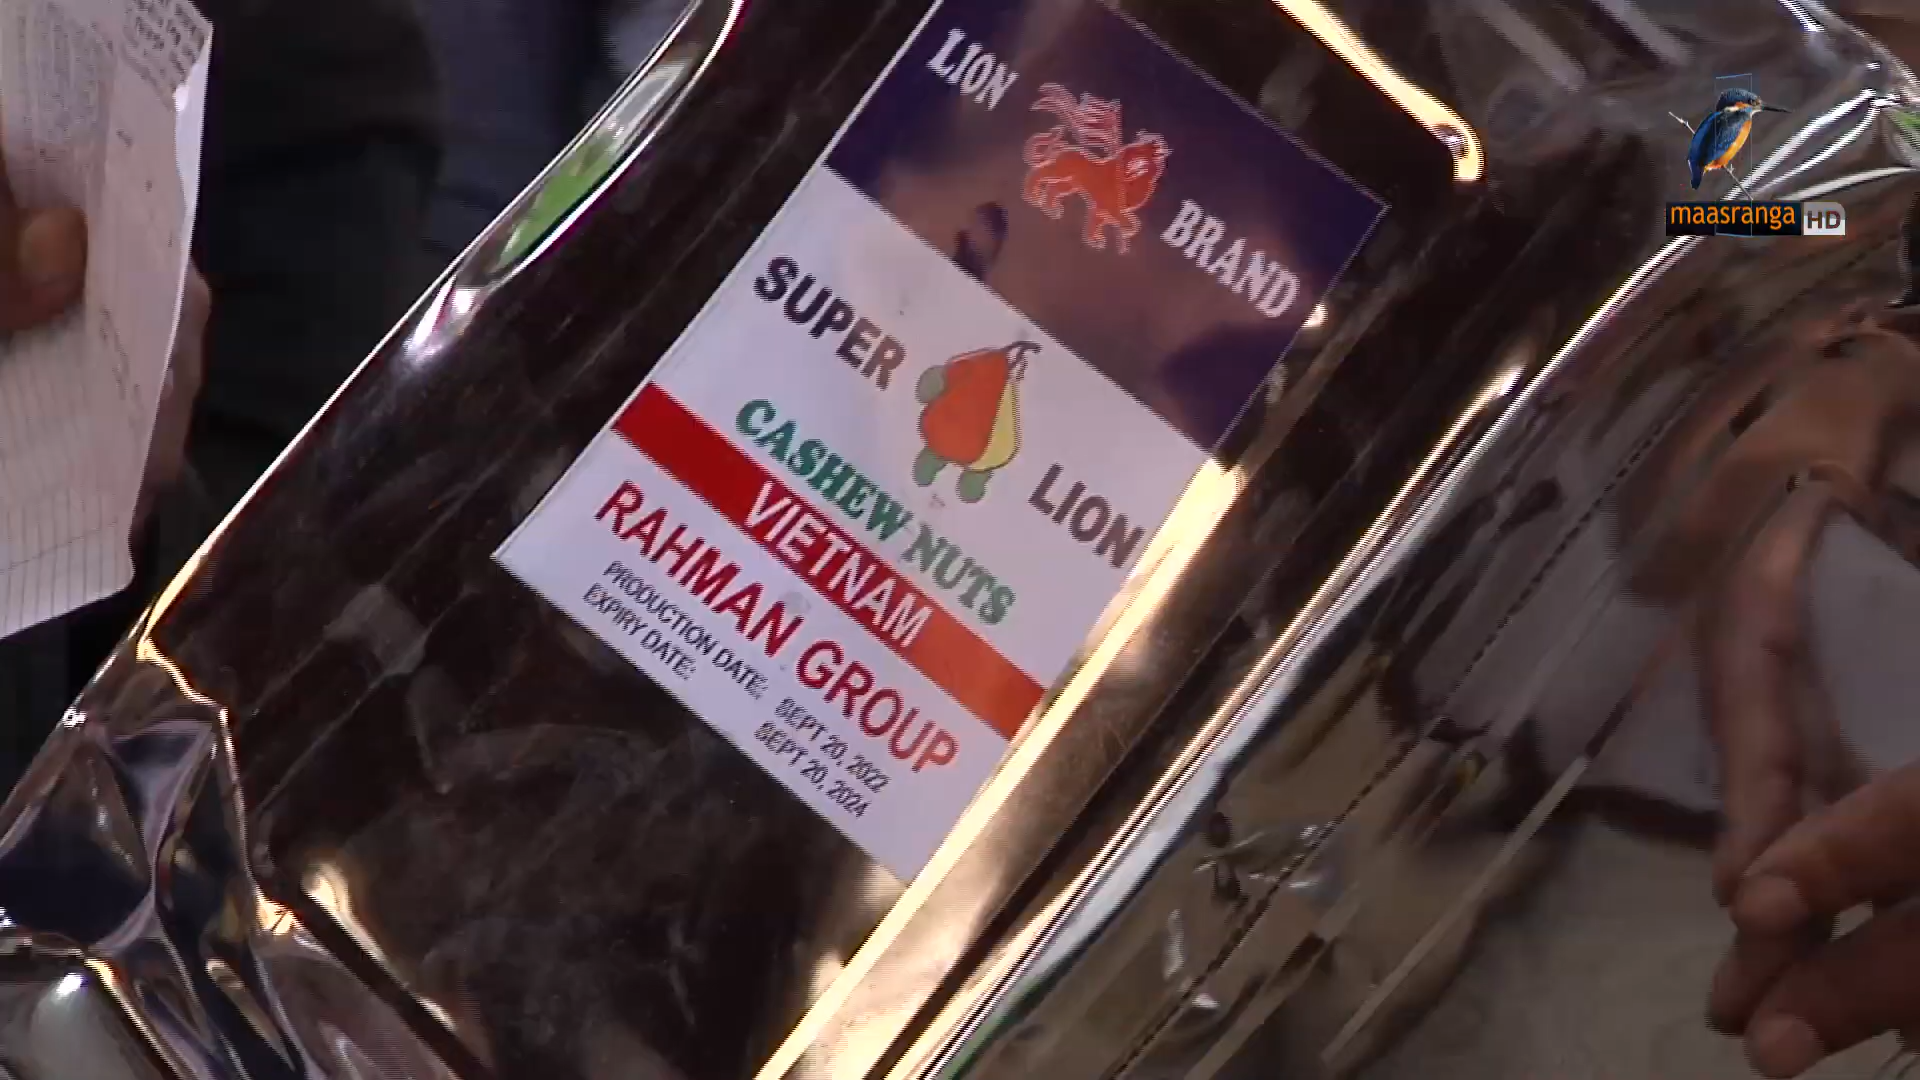 LION
BRAND
SUPER
LION
CASHEW NUTS
VIETNAM
RAHMAN GROUP
PRODUCTION DATE: SEPT 20, 2022
EXPIRY DATE: SEPT 20, 2024
maasranga HD